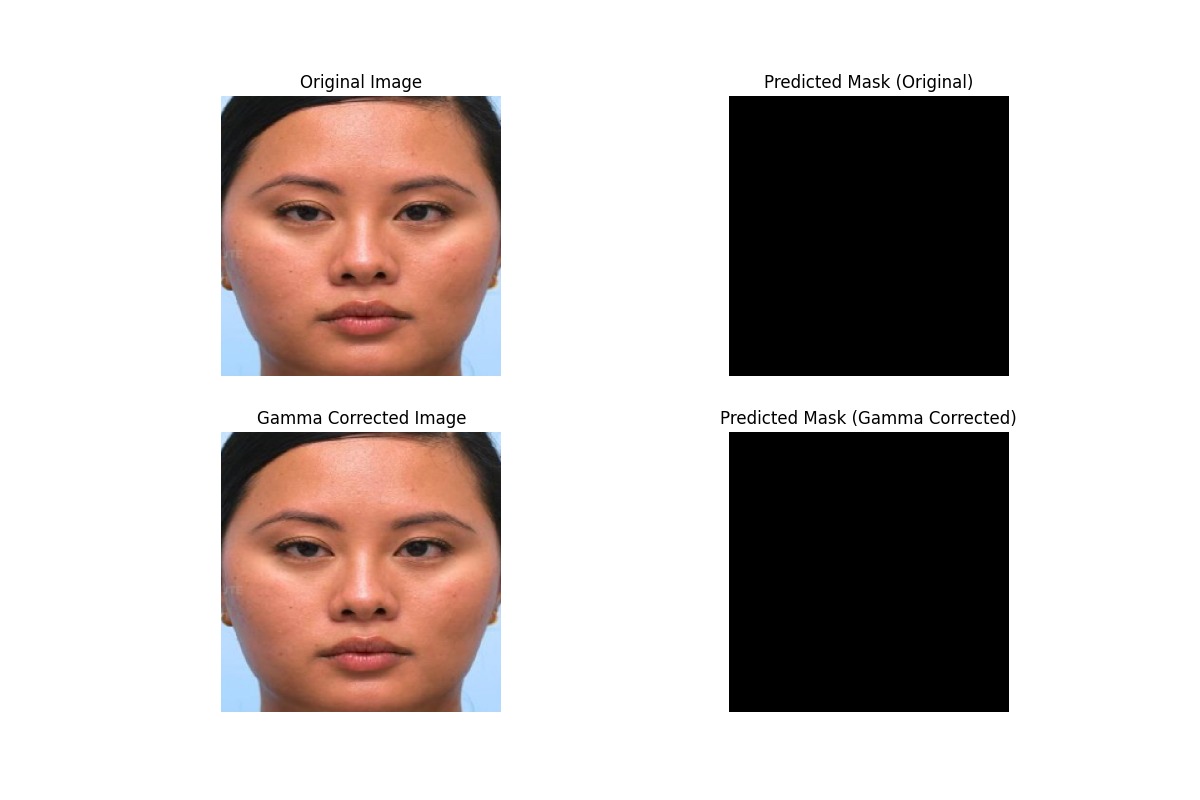 Original Image
Predicted Mask (Original)
Gamma Corrected Image
Predicted Mask (Gamma Corrected)